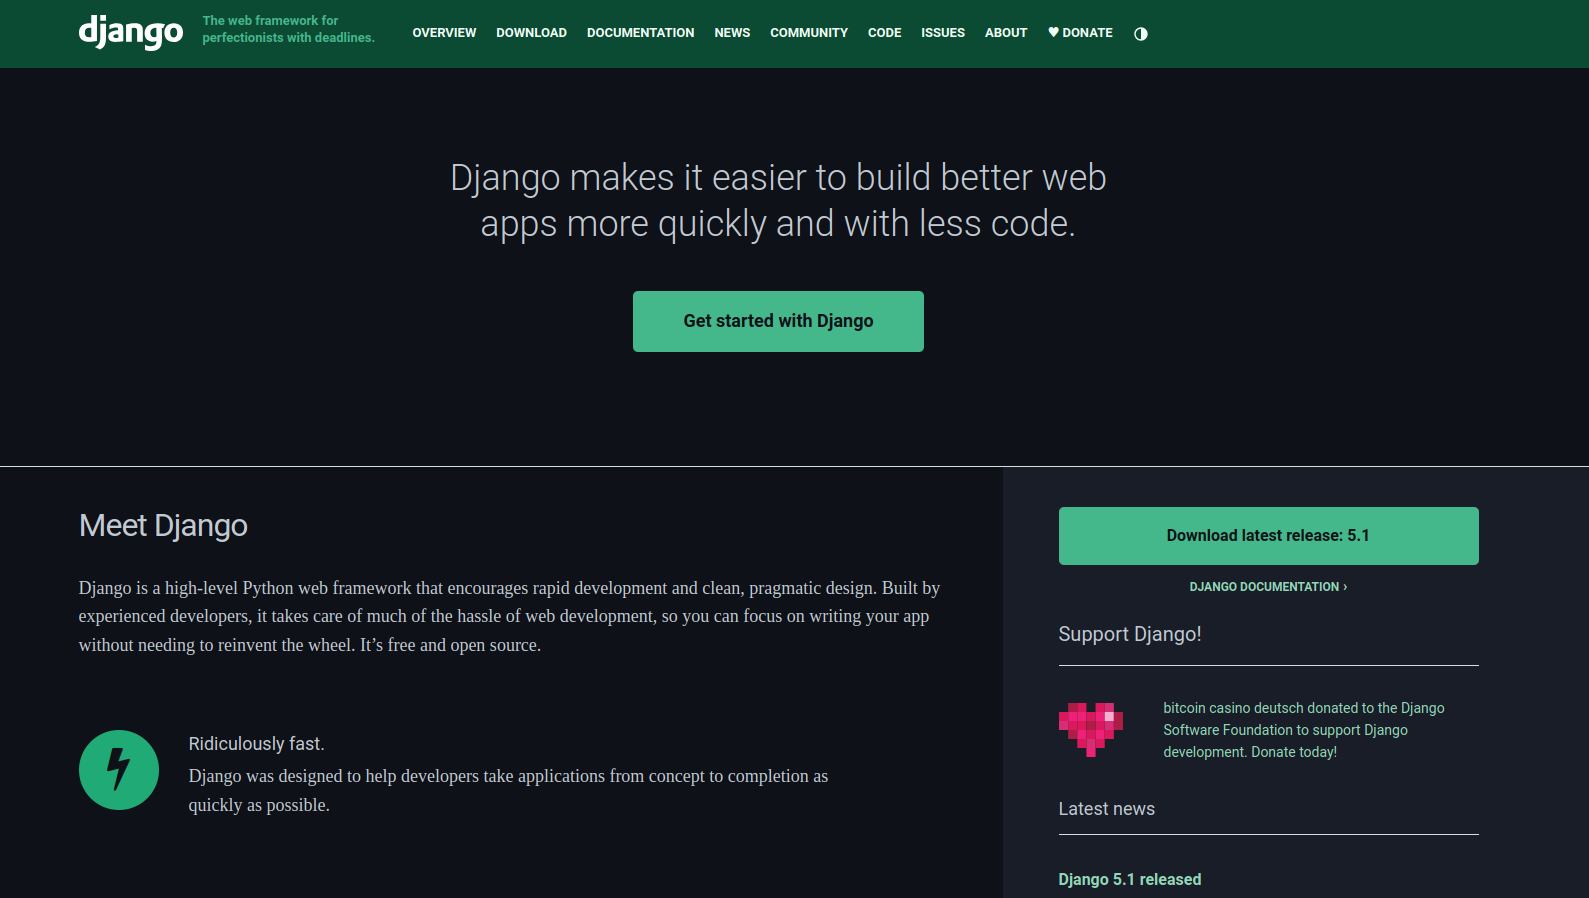 django
The web framework for
perfectionists with deadlines.
OVERVIEW DOWNLOAD DOCUMENTATION NEWS COMMUNITY CODE ISSUES ABOUT ♥ DONATE
Django makes it easier to build better web
apps more quickly and with less code.
Get started with Django
Meet Django
Django is a high-level Python web framework that encourages rapid development and clean, pragmatic design. Built by
experienced developers, it takes care of much of the hassle of web development, so you can focus on writing your app
without needing to reinvent the wheel. It’s free and open source.
Ridiculously fast.
Django was designed to help developers take applications from concept to completion as
quickly as possible.
Download latest release: 5.1
DJANGO DOCUMENTATION ›
Support Django!
bitcoin casino deutsch donated to the Django
Software Foundation to support Django
development. Donate today!
Latest news
Django 5.1 released